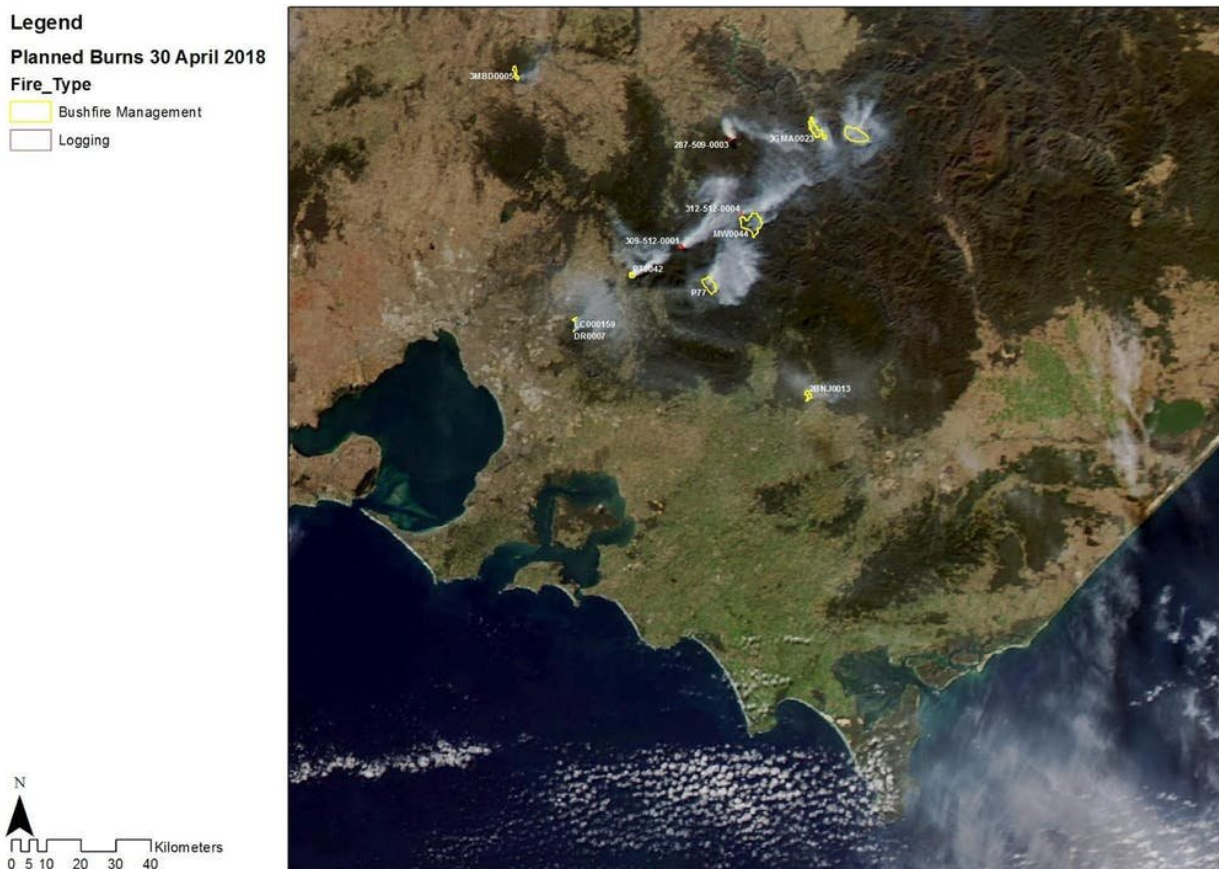 Legend
Planned Burns 30 April 2018
Fire_Type
Bushfire Management
Logging
3MBD0005
287-509-0003
3GMA0023
312-512-0004
MW0044
309-512-0001
P77
LC000159
DR0007
2BNJ0013
N
Kilometers
0 5 10 20 30 40